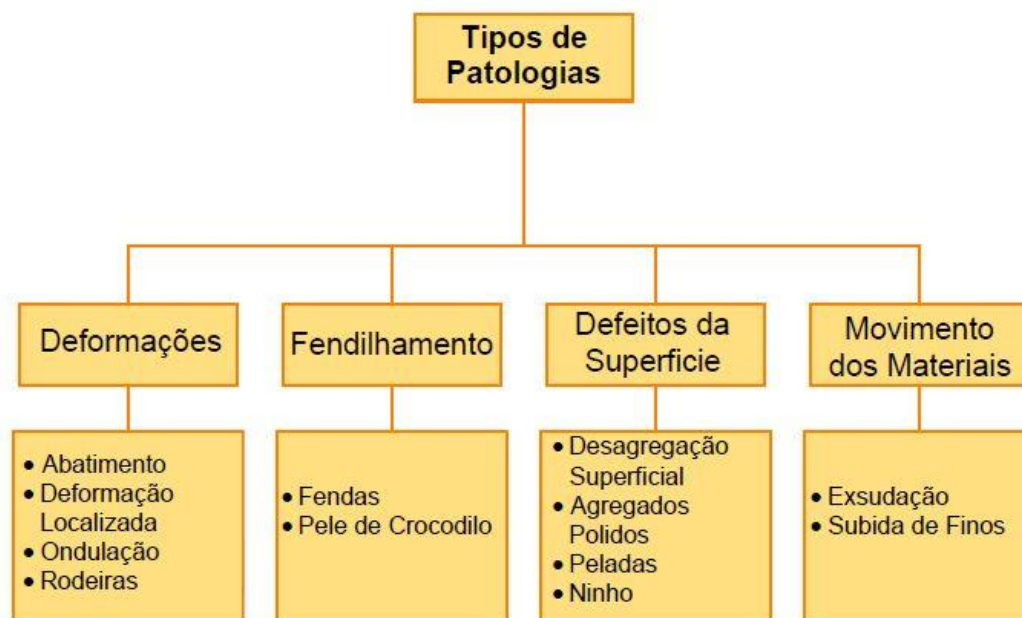 Tipos de
Patologias
Deformações
Fendilhamento
Defeitos da
Superficie
Movimento
dos Materiais
• Abatimento
• Deformação
Localizada
• Ondulação
• Rodeiras
• Fendas
• Pele de Crocodilo
• Desagregação
Superficial
• Agregados
Polidos
• Peladas
• Ninho
• Exsudação
• Subida de Finos